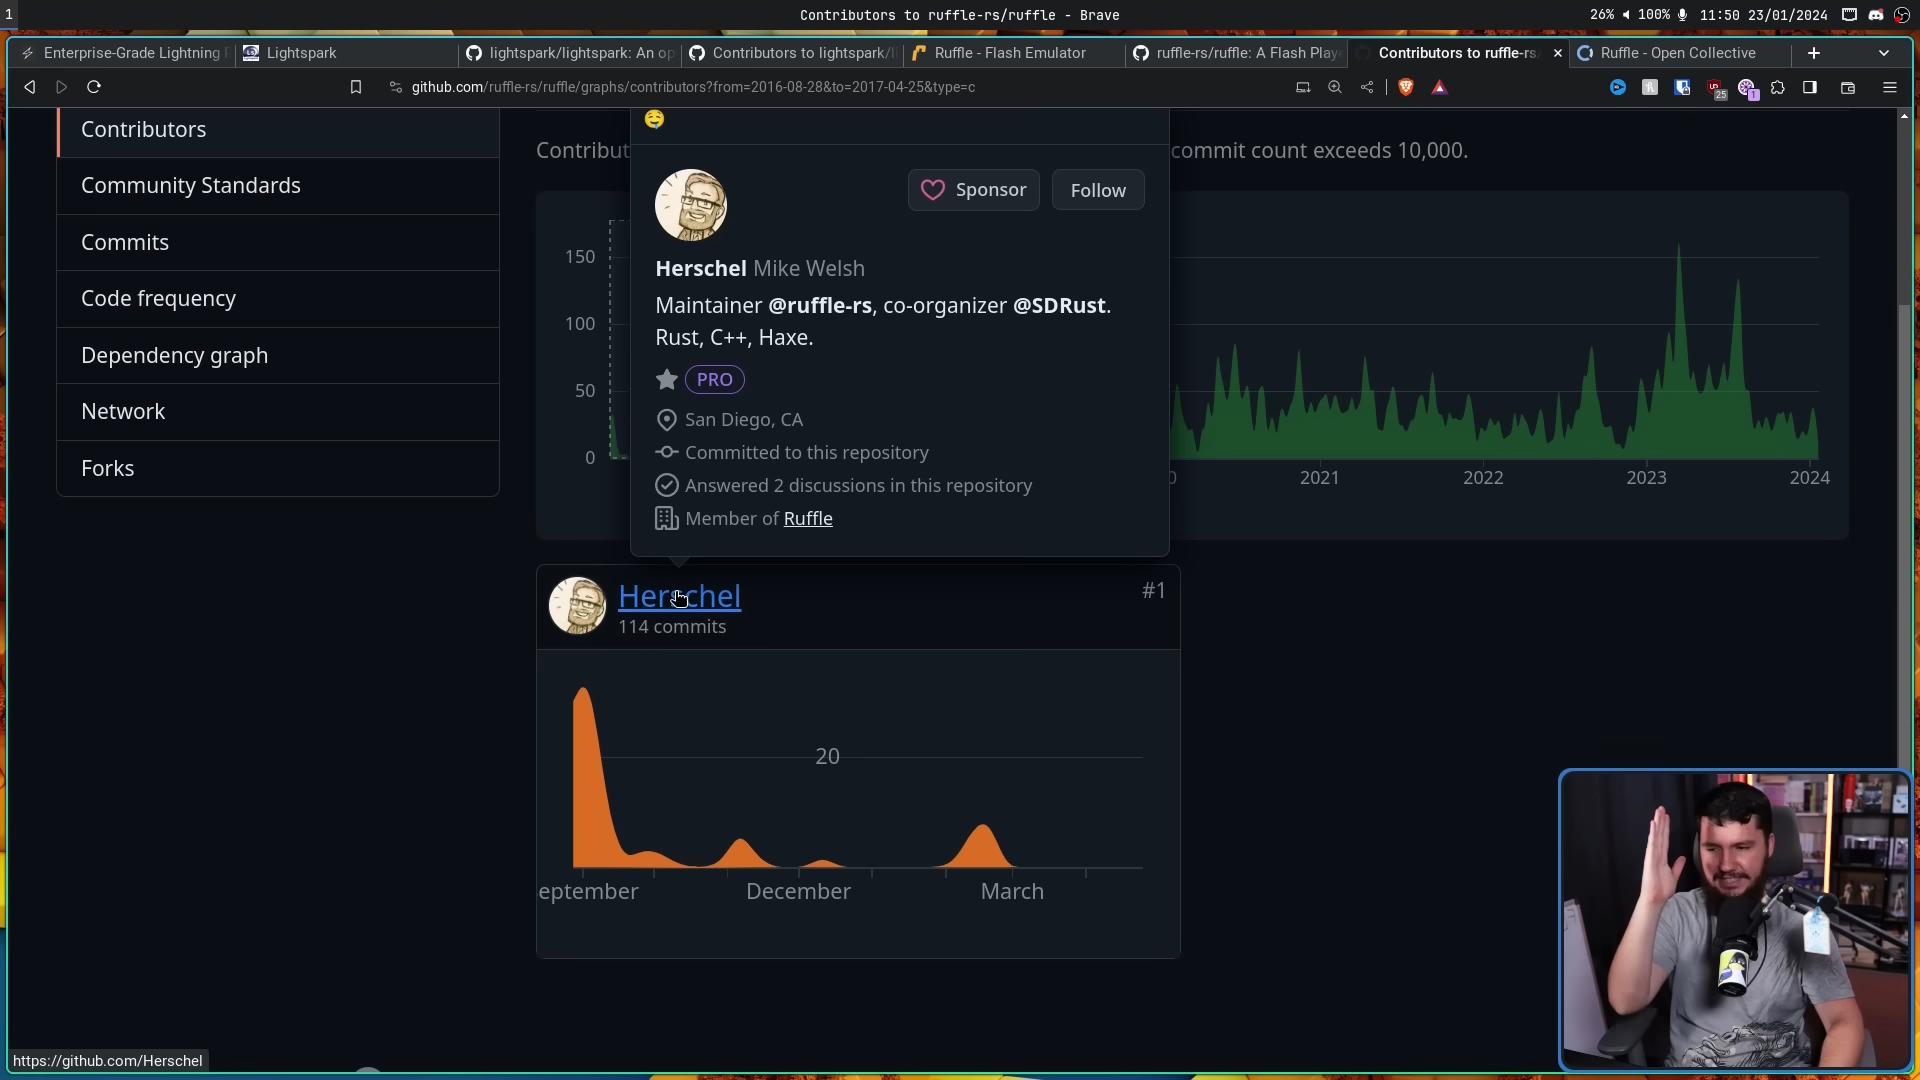 1
Contributors to ruffle-rs/ruffle - Brave
26% 100% 11:50 23/01/2024
Enterprise-Grade Lightning
Lightspark
lightspark/lightspark: An op
Contributors to lightspark/li
Ruffle - Flash Emulator
ruffle-rs/ruffle: A Flash Play
Contributors to ruffle-rs
Ruffle - Open Collective
github.com/ruffle-rs/ruffle/graphs/contributors?from=2016-08-28&to=2017-04-25&type=c
25
1
Contributors
Community Standards
Commits
Code frequency
Dependency graph
Network
Forks
Contribut
commit count exceeds 10,000.
150
100
50
0
0
2021
2022
2023
2024
Sponsor
Follow
Herschel Mike Welsh
Maintainer @ruffle-rs, co-organizer @SDRust.
Rust, C++, Haxe.
PRO
San Diego, CA
Committed to this repository
Answered 2 discussions in this repository
Member of Ruffle
Herschel
#1
114 commits
20
eptember
December
March
https://github.com/Herschel